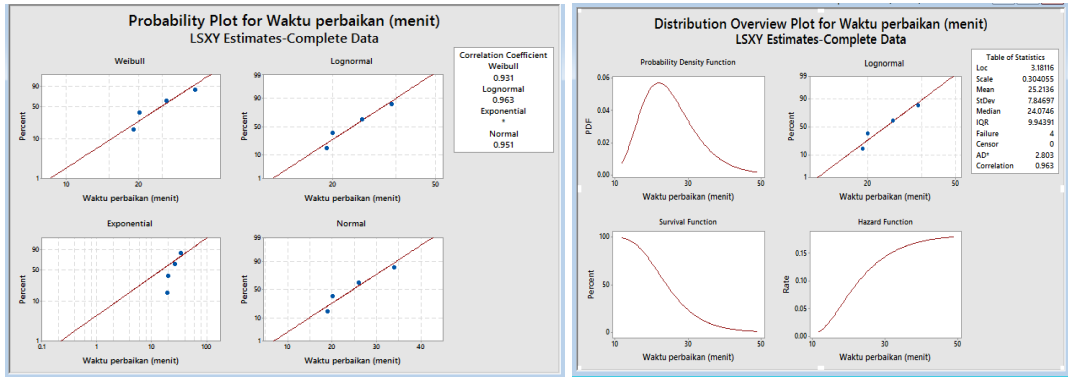 Probability Plot for Waktu perbaikan (menit)
LSXY Estimates-Complete Data
Weibull
Percent
90
50
10
1
10
20
Waktu perbaikan (menit)
Lognormal
Percent
99
90
50
10
1
20
50
Waktu perbaikan (menit)
Correlation Coefficient
Weibull
0.931
Lognormal
0.963
Exponential
*
Normal
0.951
Exponential
Percent
90
50
10
1
0.1
1
10
100
Waktu perbaikan (menit)
Normal
Percent
99
90
50
10
1
10
20
30
40
Waktu perbaikan (menit)
Distribution Overview Plot for Waktu perbaikan (menit)
LSXY Estimates-Complete Data
Probability Density Function
PDF
0.06
0.04
0.02
0.00
10
30
50
Waktu perbaikan (menit)
Lognormal
Percent
99
90
50
10
1
20
50
Waktu perbaikan (menit)
Table of Statistics
Loc 3.18116
Scale 0.304055
Mean 25.2136
StDev 7.84697
Median 24.0746
IQR 9.94391
Failure 4
Censor 0
AD* 2.803
Correlation 0.963
Survival Function
Percent
100
50
0
10
30
50
Waktu perbaikan (menit)
Hazard Function
Rate
0.15
0.10
0.05
0.00
10
30
50
Waktu perbaikan (menit)